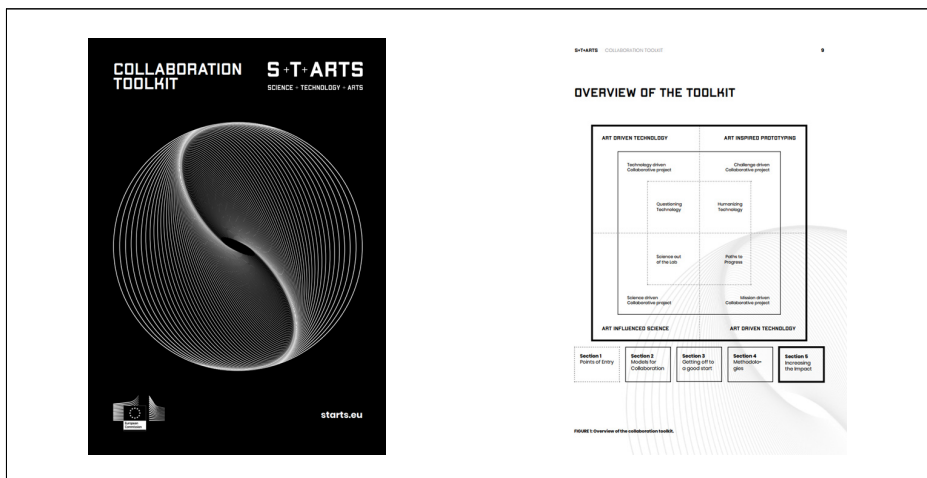 COLLABORATION
TOOLKIT
S+T+ARTS
SCIENCE + TECHNOLOGY + ARTS
European
Commission
starts.eu
S+T+ARTS COLLABORATION TOOLKIT 9
OVERVIEW OF THE TOOLKIT
ART DRIVEN TECHNOLOGY
ART INSPIRED PROTOTYPING
Technology driven
Collaborative project
Challenge driven
Collaborative project
Questioning
Technology
Humanizing
Technology
Science out
of the Lab
Paths to
Progress
Science driven
Collaborative project
Mission driven
Collaborative project
ART INFLUENCED SCIENCE
ART DRIVEN TECHNOLOGY
Section 1
Points of Entry
Section 2
Models for
Collaboration
Section 3
Getting off to
a good start
Section 4
Methodolo-
gies
Section 5
Increasing
the Impact
FIGURE 1: Overview of the collaboration toolkit.